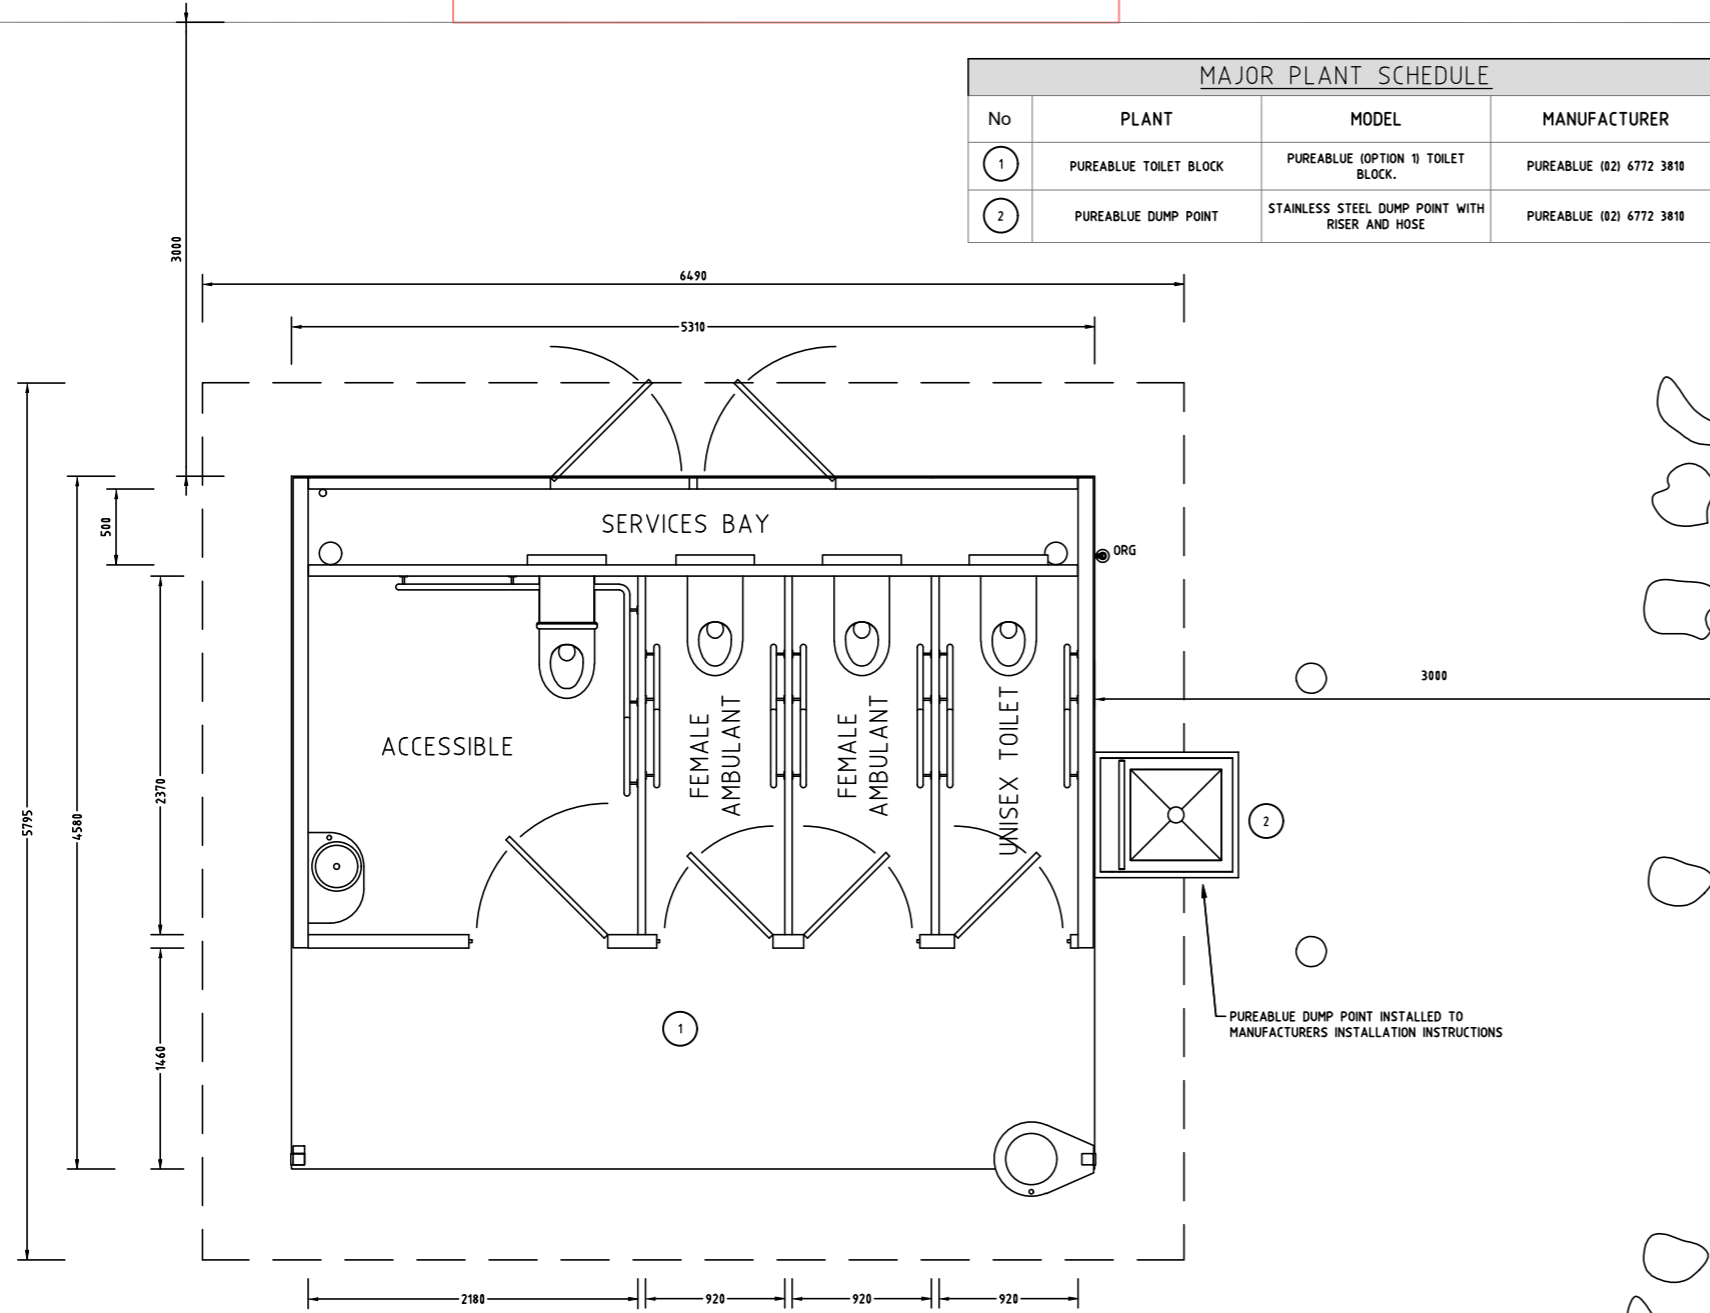 MAJOR PLANT SCHEDULE
No PLANT MODEL MANUFACTURER
1 PUREABLUE TOILET BLOCK PUREABLUE (OPTION 1) TOILET
BLOCK. PUREABLUE (02) 6772 3810
2 PUREABLUE DUMP POINT STAINLESS STEEL DUMP POINT WITH
RISER AND HOSE PUREABLUE (02) 6772 3810
3000
6490
5310
500
SERVICES BAY
ORG
3000
ACCESSIBLE
FEMALE
AMBULANT
FEMALE
AMBULANT
UNISEX TOILET
2370
5795
4580
2
PUREABLUE DUMP POINT INSTALLED TO
MANUFACTURERS INSTALLATION INSTRUCTIONS
1
1460
2180
920
920
920